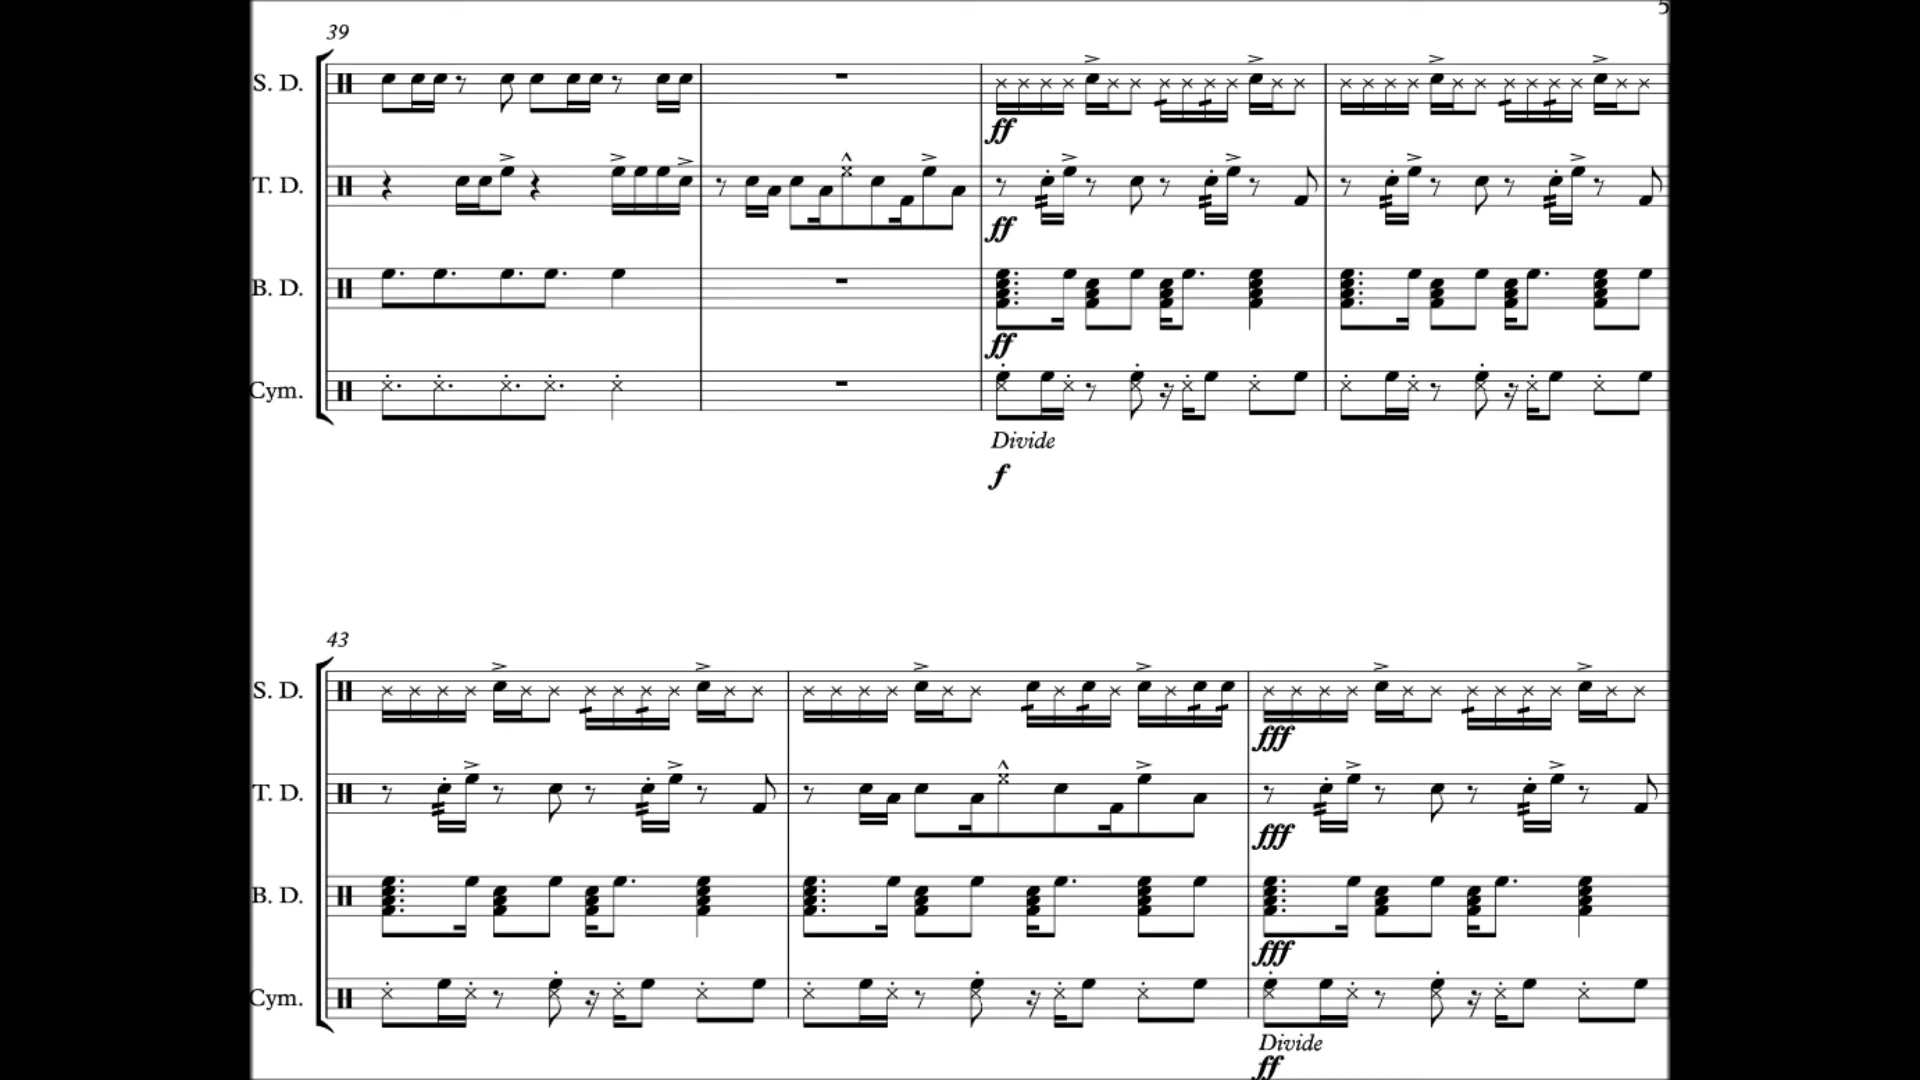 5
39
S. D.
ff
T. D.
ff
B. D.
ff
Cym.
Divide
f
43
S. D.
fff
T. D.
fff
B. D.
fff
Cym.
Divide
ff